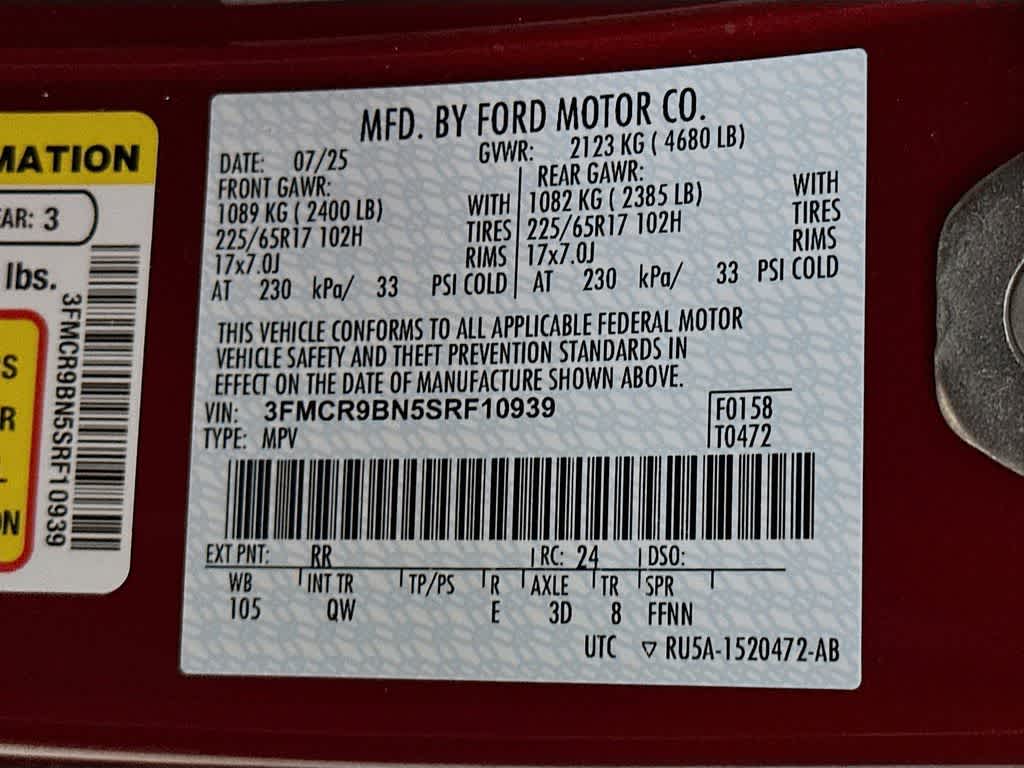 MATION
AR: 3
lbs.
3FMCR9BN5SRF10939
S
R
L
ON
MFD. BY FORD MOTOR CO.
DATE: 07/25 GVWR: 2123 KG ( 4680 LB)
FRONT GAWR: REAR GAWR:
1089 KG ( 2400 LB) WITH 1082 KG ( 2385 LB) WITH
225/65R17 102H TIRES 225/65R17 102H TIRES
17x7.0J RIMS 17x7.0J RIMS
AT 230 kPa/ 33 PSI COLD AT 230 kPa/ 33 PSI COLD
THIS VEHICLE CONFORMS TO ALL APPLICABLE FEDERAL MOTOR
VEHICLE SAFETY AND THEFT PREVENTION STANDARDS IN
EFFECT ON THE DATE OF MANUFACTURE SHOWN ABOVE.
VIN: 3FMCR9BN5SRF10939 F0158
TYPE: MPV T0472
EXT PNT: RR RC: 24 DSO:
WB INT TR TP/PS R AXLE TR SPR
105 QW E 3D 8 FFNN
UTC ▽ RU5A-1520472-AB